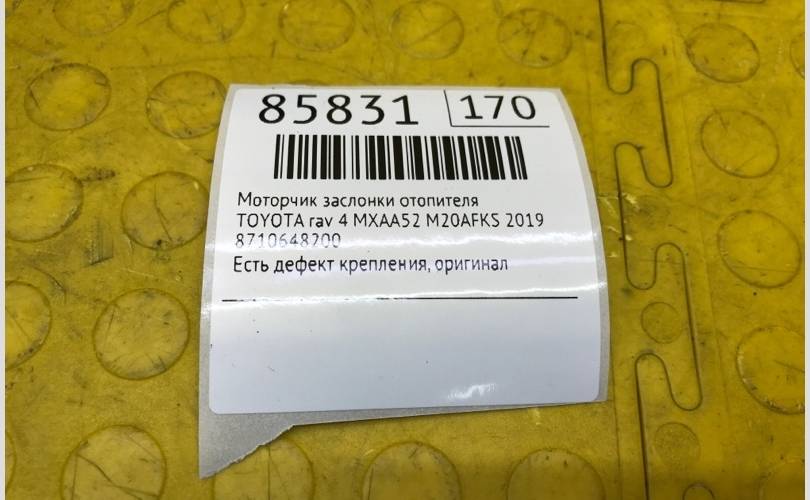 85831 170
Моторчик заслонки отопителя
TOYOTA rav 4 MXAA52 M20AFKS 2019
8710648200
Есть дефект крепления, оригинал